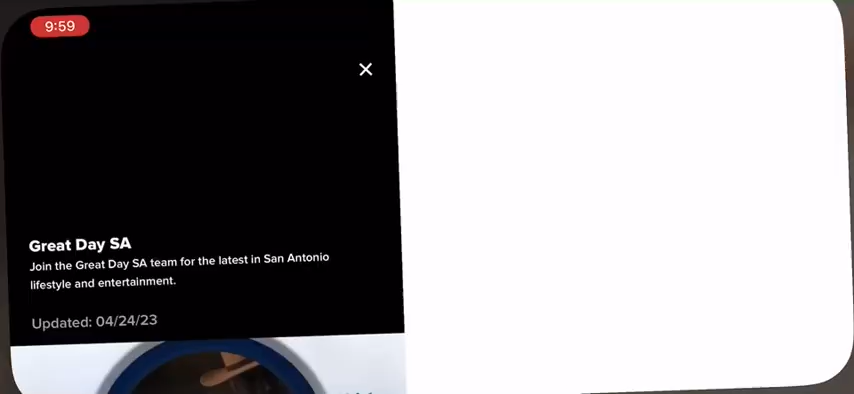 9:59
Great Day SA
Join the Great Day SA team for the latest in San Antonio
lifestyle and entertainment.
Updated: 04/24/23